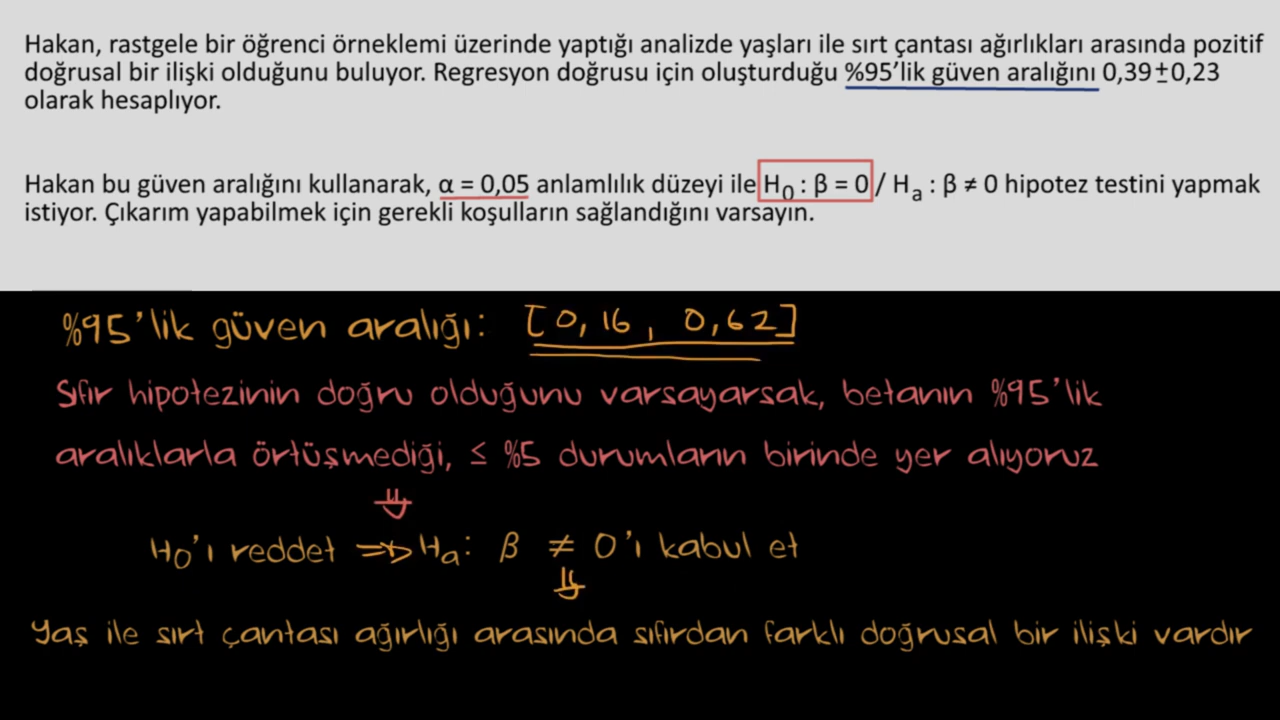 Hakan, rastgele bir öğrenci örneklemi üzerinde yaptığı analizde yaşları ile sırt çantası ağırlıkları arasında pozitif
doğrusal bir ilişki olduğunu buluyor. Regresyon doğrusu için oluşturduğu %95'lik güven aralığını 0,39±0,23
olarak hesaplıyor.
Hakan bu güven aralığını kullanarak, α = 0,05 anlamlılık düzeyi ile H₀ : β = 0 / Hₐ : β ≠ 0 hipotez testini yapmak
istiyor. Çıkarım yapabilmek için gerekli koşulların sağlandığını varsayın.
%95'lik güven aralığı: [0,16 , 0,62]
Sıfır hipotezinin doğru olduğunu varsayarsak, betanın %95'lik
aralıklarla örtüşmediği, ≤ %5 durumların birinde yer alıyoruz
⇓
H₀'ı reddet ⇒ Hₐ: β ≠ 0'ı kabul et
⇓
Yaş ile sırt çantası ağırlığı arasında sıfırdan farklı doğrusal bir ilişki vardır